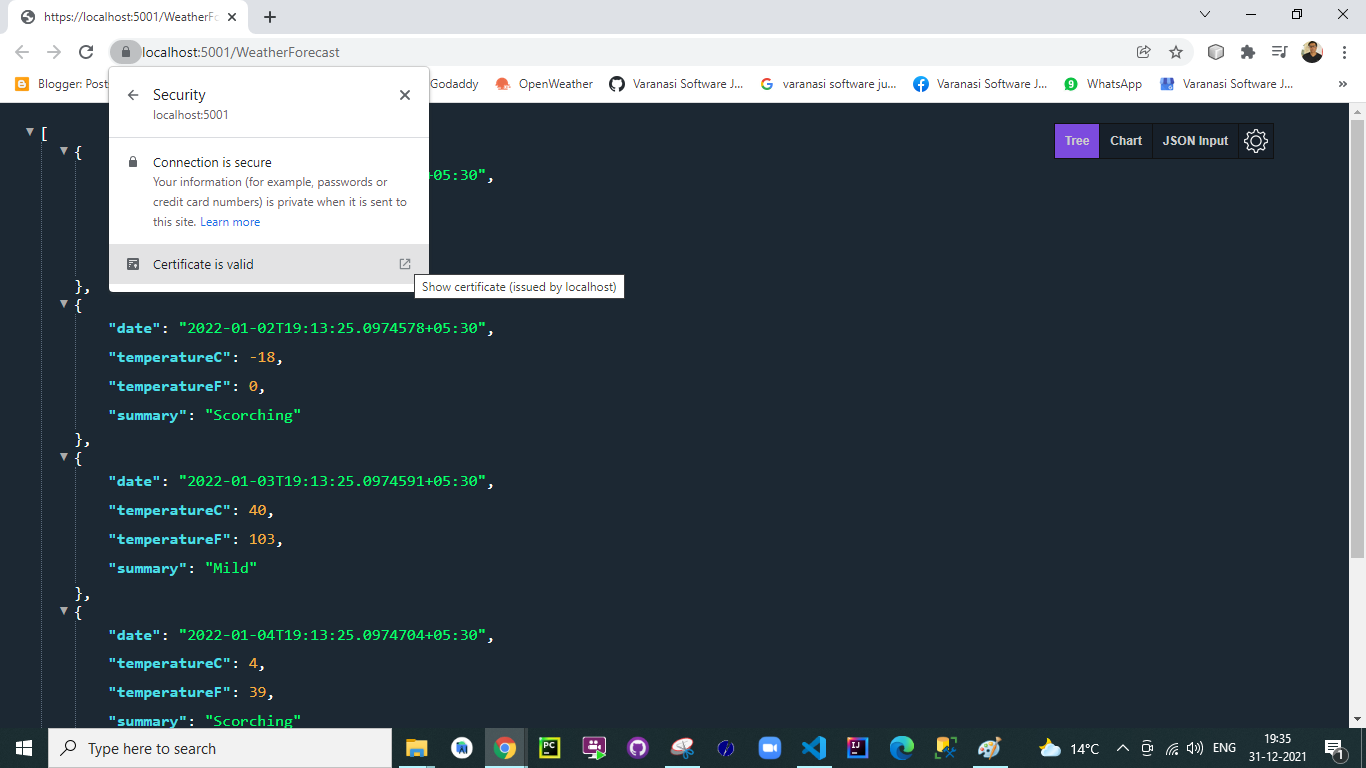 https://localhost:5001/WeatherFo
localhost:5001/WeatherForecast
Blogger: Post
Godaddy
OpenWeather
Varanasi Software J...
varanasi software ju...
Varanasi Software J...
WhatsApp
Varanasi Software J...
»
Security
localhost:5001
Connection is secure
Your information (for example, passwords or
credit card numbers) is private when it is sent to
this site. Learn more
Certificate is valid
Show certificate (issued by localhost)
Tree
Chart
JSON Input
[
{
+05:30",
},
{
"date": "2022-01-02T19:13:25.0974578+05:30",
"temperatureC": -18,
"temperatureF": 0,
"summary": "Scorching"
},
{
"date": "2022-01-03T19:13:25.0974591+05:30",
"temperatureC": 40,
"temperatureF": 103,
"summary": "Mild"
},
{
"date": "2022-01-04T19:13:25.0974704+05:30",
"temperatureC": 4,
"temperatureF": 39,
"summary": "Scorching"
Type here to search
PC
IJ
14°C
ENG
19:35
31-12-2021
1